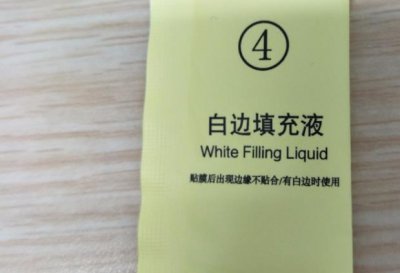 ④
白边填充液
White Filling Liquid
贴膜后出现边缘不贴合/有白边时使用